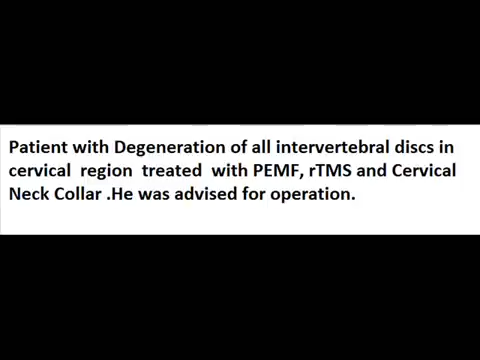 Patient with Degeneration of all intervertebral discs in
cervical region treated with PEMF, rTMS and Cervical
Neck Collar .He was advised for operation.